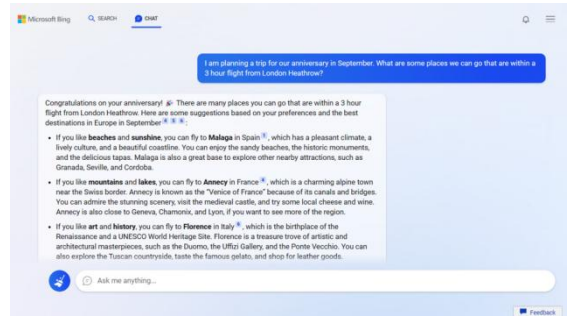 Microsoft Bing
SEARCH
CHAT
I am planning a trip for our anniversary in September. What are some places we can go that are within a
3 hour flight from London Heathrow?
Congratulations on your anniversary! 🎉 There are many places you can go that are within a 3 hour
flight from London Heathrow. Here are some suggestions based on your preferences and the best
destinations in Europe in September:
• If you like beaches and sunshine, you can fly to Malaga in Spain 1, which has a pleasant climate, a
lively culture, and a beautiful coastline. You can enjoy the sandy beaches, the historic monuments,
and the delicious tapas. Malaga is also a great base to explore other nearby attractions, such as
Granada, Seville, and Cordoba.
• If you like mountains and lakes, you can fly to Annecy in France, which is a charming alpine town
near the Swiss border. Annecy is known as the "Venice of France" because of its canals and bridges.
You can admire the stunning scenery, visit the medieval castle, and try some local cheese and wine.
Annecy is also close to Geneva, Chamonix, and Lyon, if you want to see more of the region.
• If you like art and history, you can fly to Florence in Italy, which is the birthplace of the
Renaissance and a UNESCO World Heritage Site. Florence is a treasure trove of artistic and
architectural masterpieces, such as the Duomo, the Uffizi Gallery, and the Ponte Vecchio. You can
also explore the Tuscan countryside, taste the famous gelato, and shop for leather goods.
Ask me anything...
Feedback